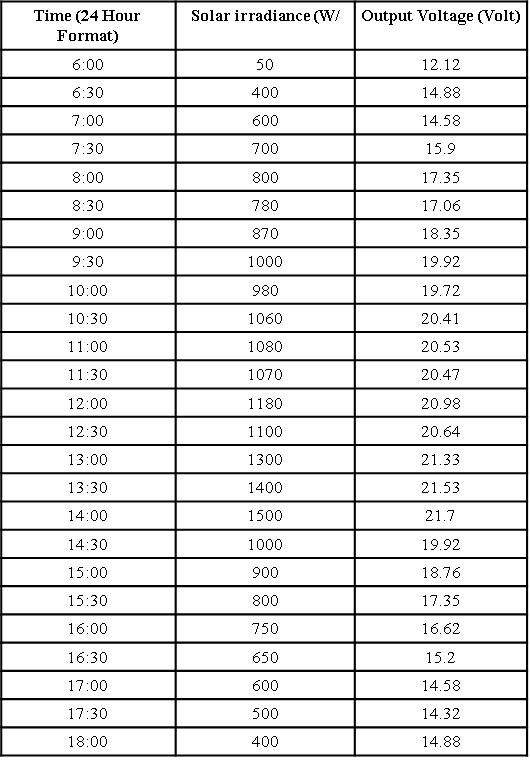 Time (24 Hour Format) Solar irradiance (W/ Output Voltage (Volt)
6:00 50 12.12
6:30 400 14.88
7:00 600 14.58
7:30 700 15.9
8:00 800 17.35
8:30 780 17.06
9:00 870 18.35
9:30 1000 19.92
10:00 980 19.72
10:30 1060 20.41
11:00 1080 20.53
11:30 1070 20.47
12:00 1180 20.98
12:30 1100 20.64
13:00 1300 21.33
13:30 1400 21.53
14:00 1500 21.7
14:30 1000 19.92
15:00 900 18.76
15:30 800 17.35
16:00 750 16.62
16:30 650 15.2
17:00 600 14.58
17:30 500 14.32
18:00 400 14.88